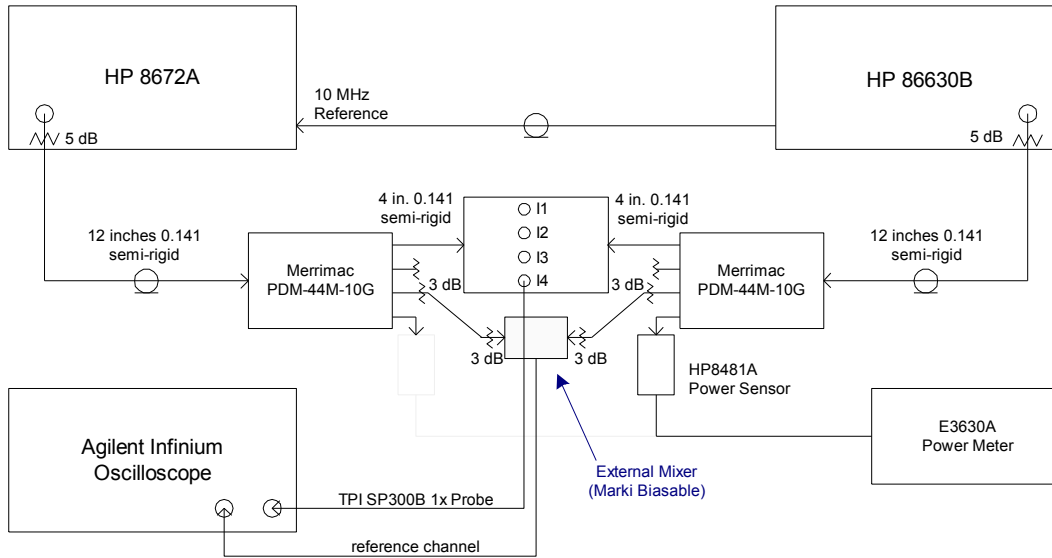 HP 8672A
HP 86630B
10 MHz
Reference
5 dB
5 dB
4 in. 0.141
semi-rigid
I1
I2
I3
I4
4 in. 0.141
semi-rigid
12 inches 0.141
semi-rigid
12 inches 0.141
semi-rigid
Merrimac
PDM-44M-10G
Merrimac
PDM-44M-10G
3 dB
3 dB
3 dB
3 dB
HP8481A
Power Sensor
Agilent Infinium
Oscilloscope
E3630A
Power Meter
External Mixer
(Marki Biasable)
TPI SP300B 1x Probe
reference channel